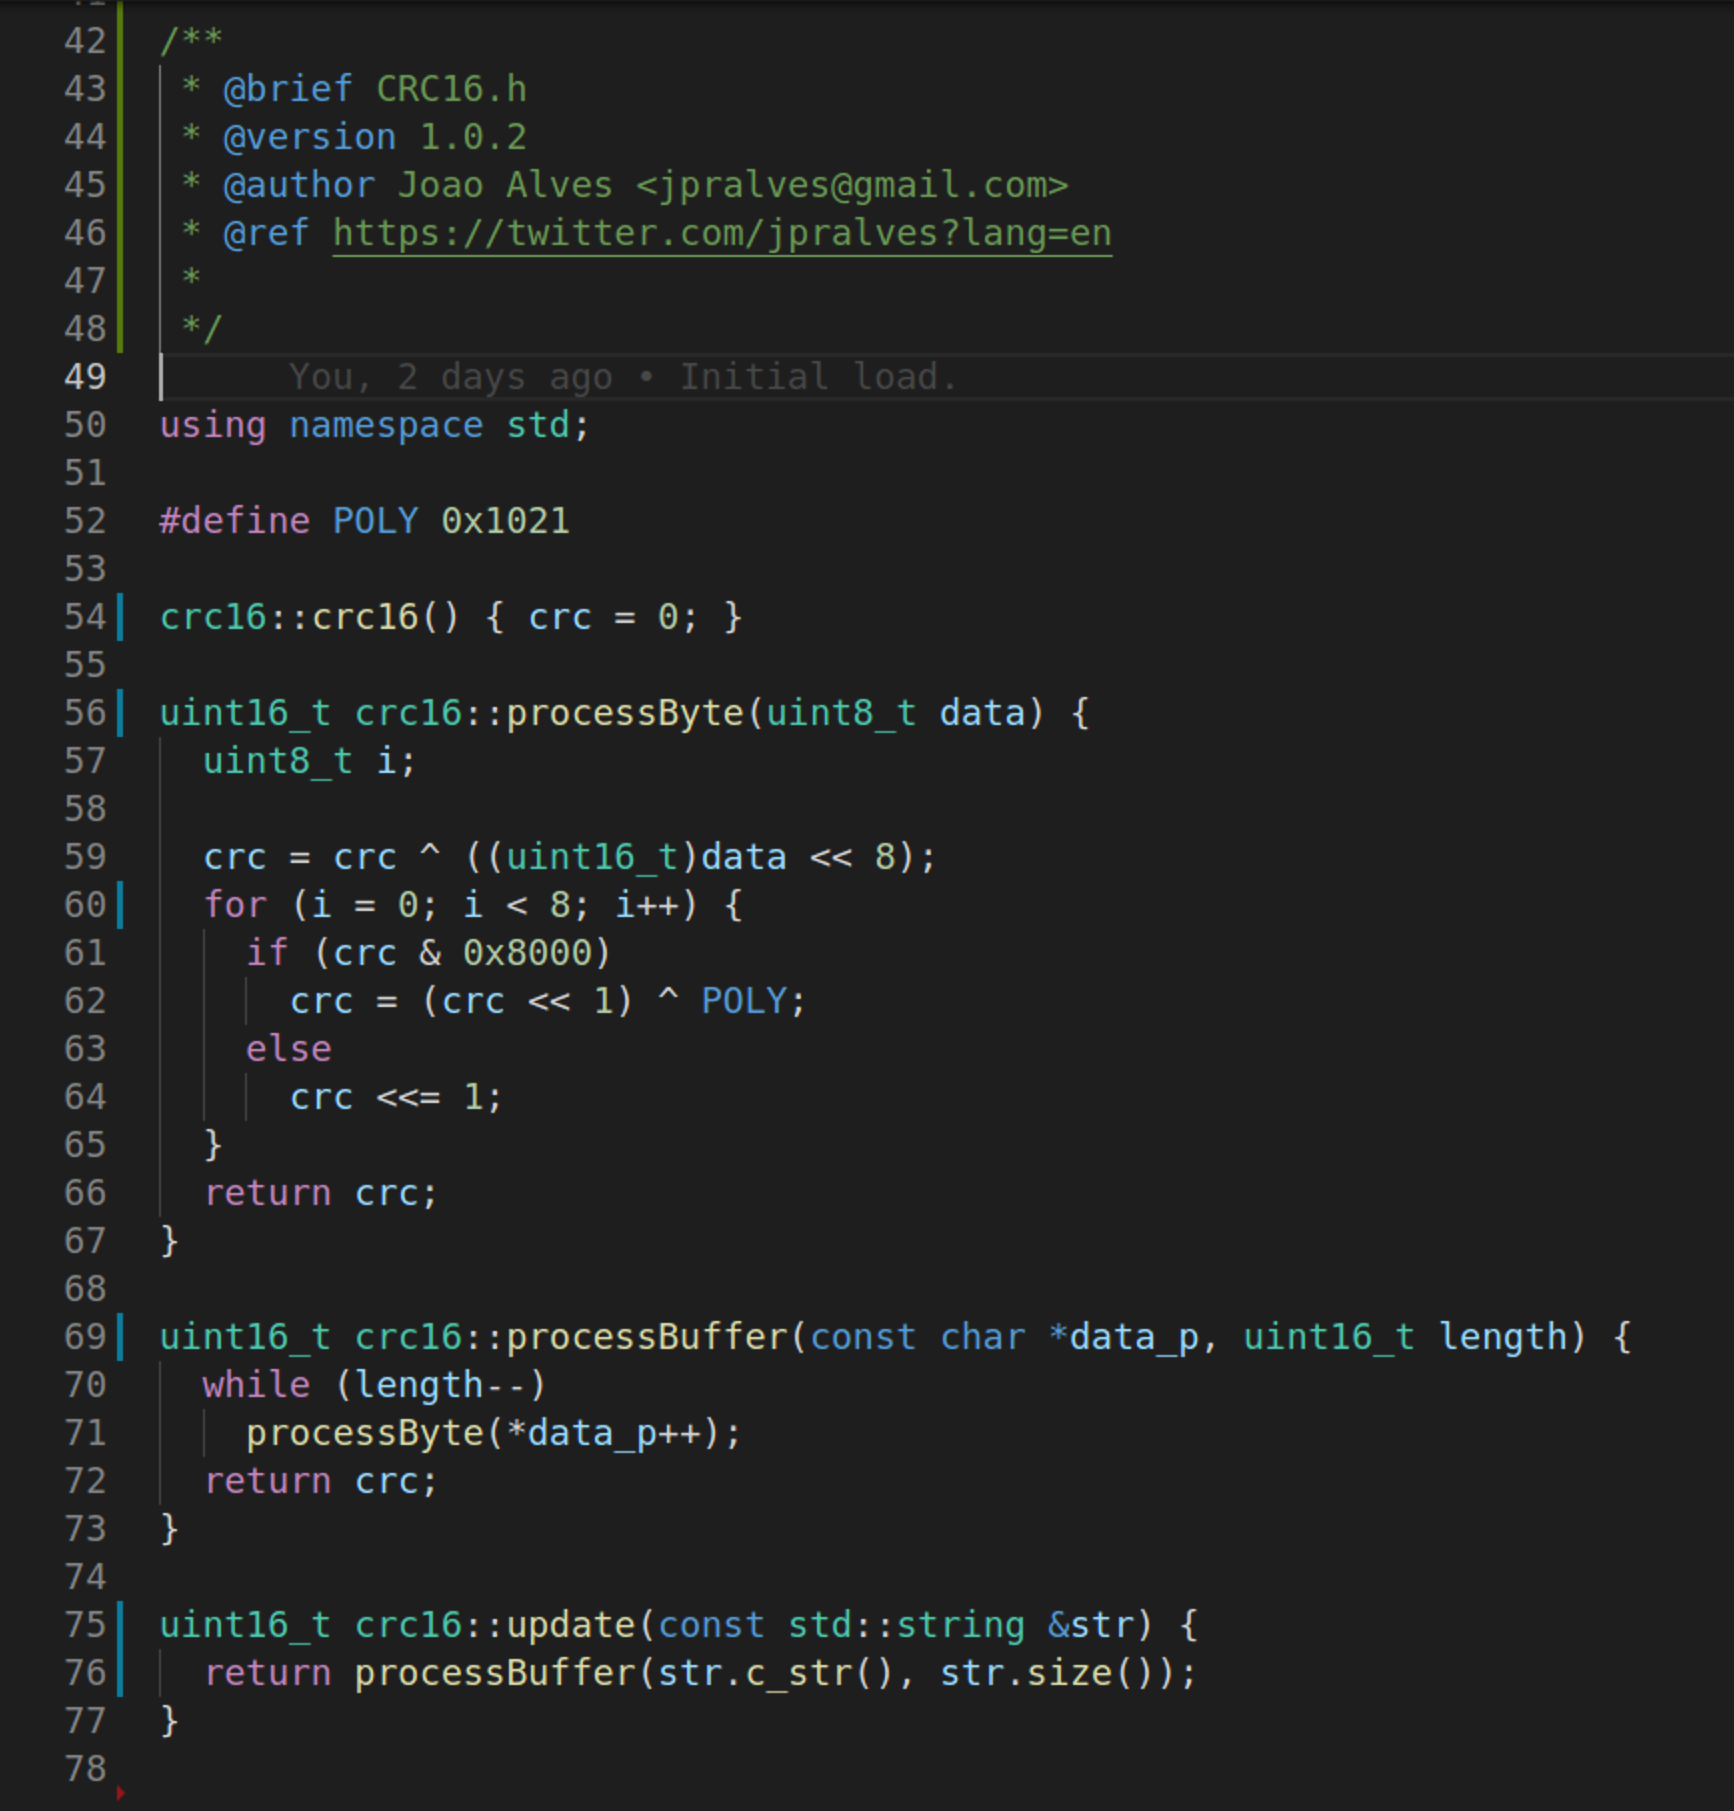 42 /**
43  * @brief CRC16.h
44  * @version 1.0.2
45  * @author Joao Alves <jpralves@gmail.com>
46  * @ref https://twitter.com/jpralves?lang=en
47  *
48  */
49 You, 2 days ago • Initial load.
50 using namespace std;
51
52 #define POLY 0x1021
53
54 crc16::crc16() { crc = 0; }
55
56 uint16_t crc16::processByte(uint8_t data) {
57   uint8_t i;
58
59   crc = crc ^ ((uint16_t)data << 8);
60   for (i = 0; i < 8; i++) {
61     if (crc & 0x8000)
62       crc = (crc << 1) ^ POLY;
63     else
64       crc <<= 1;
65   }
66   return crc;
67 }
68
69 uint16_t crc16::processBuffer(const char *data_p, uint16_t length) {
70   while (length--)
71     processByte(*data_p++);
72   return crc;
73 }
74
75 uint16_t crc16::update(const std::string &str) {
76   return processBuffer(str.c_str(), str.size());
77 }
78